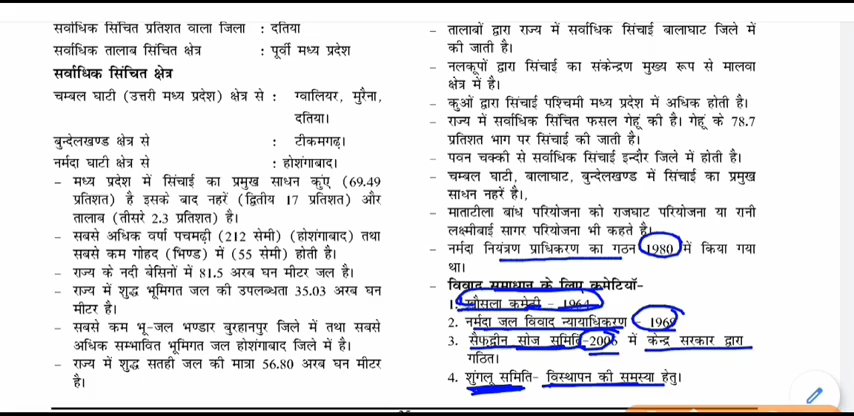 सर्वाधिक सिंचित प्रतिशत वाला जिला : दतिया
सर्वाधिक तालाब सिंचित क्षेत्र : पूर्वी मध्य प्रदेश
सर्वाधिक सिंचित क्षेत्र
चम्बल घाटी (उत्तरी मध्य प्रदेश) क्षेत्र से : ग्वालियर, मुरैना,
दतिया।
बुन्देलखण्ड क्षेत्र से : टीकमगढ़।
नर्मदा घाटी क्षेत्र से : होशंगाबाद।
– मध्य प्रदेश में सिंचाई का प्रमुख साधन कुएं (69.49
प्रतिशत) है इसके बाद नहरें (द्वितीय 17 प्रतिशत) और
तालाब (तीसरे 2.3 प्रतिशत) है।
– सबसे अधिक वर्षा पचमढ़ी (212 सेमी) (होशंगाबाद) तथा
सबसे कम गोहद (भिण्ड) में (55 सेमी) होती है।
– राज्य के नदी बेसिनों में 81.5 अरब घन मीटर जल है।
– राज्य में शुद्ध भूमिगत जल की उपलब्धता 35.03 अरब घन
मीटर है।
– सबसे कम भू-जल भण्डार बुरहानपुर जिले में तथा सबसे
अधिक सम्भावित भूमिगत जल होशंगाबाद जिले में है।
– राज्य में शुद्ध सतही जल की मात्रा 56.80 अरब घन मीटर
है।
– तालाबों द्वारा राज्य में सर्वाधिक सिंचाई बालाघाट जिले में
की जाती है।
– नलकूपों द्वारा सिंचाई का संकेन्द्रण मुख्य रूप से मालवा
क्षेत्र में है।
– कुओं द्वारा सिंचाई पश्चिमी मध्य प्रदेश में अधिक होती है।
– राज्य में सर्वाधिक सिंचित फसल गेहूं की है। गेहूं के 78.7
प्रतिशत भाग पर सिंचाई की जाती है।
– पवन चक्की से सर्वाधिक सिंचाई इन्दौर जिले में होती है।
– चम्बल घाटी, बालाघाट, बुन्देलखण्ड में सिंचाई का प्रमुख
साधन नहरें है।,
– माताटीला बांध परियोजना को राजघाट परियोजना या रानी
लक्ष्मीबाई सागर परियोजना भी कहते है।
– नर्मदा नियंत्रण प्राधिकरण का गठन 1980 में किया गया
था।
– विवाद समाधान के लिए कमेटियॉं-
1. खौसला कमेटी - 1964
2. नर्मदा जल विवाद न्यायाधिकरण - 1969
3. सैफद्दीन सोज समिति-2006 में केन्द्र सरकार द्वारा
गठित।
4. शुंगलू समिति- विस्थापन की समस्या हेतु।